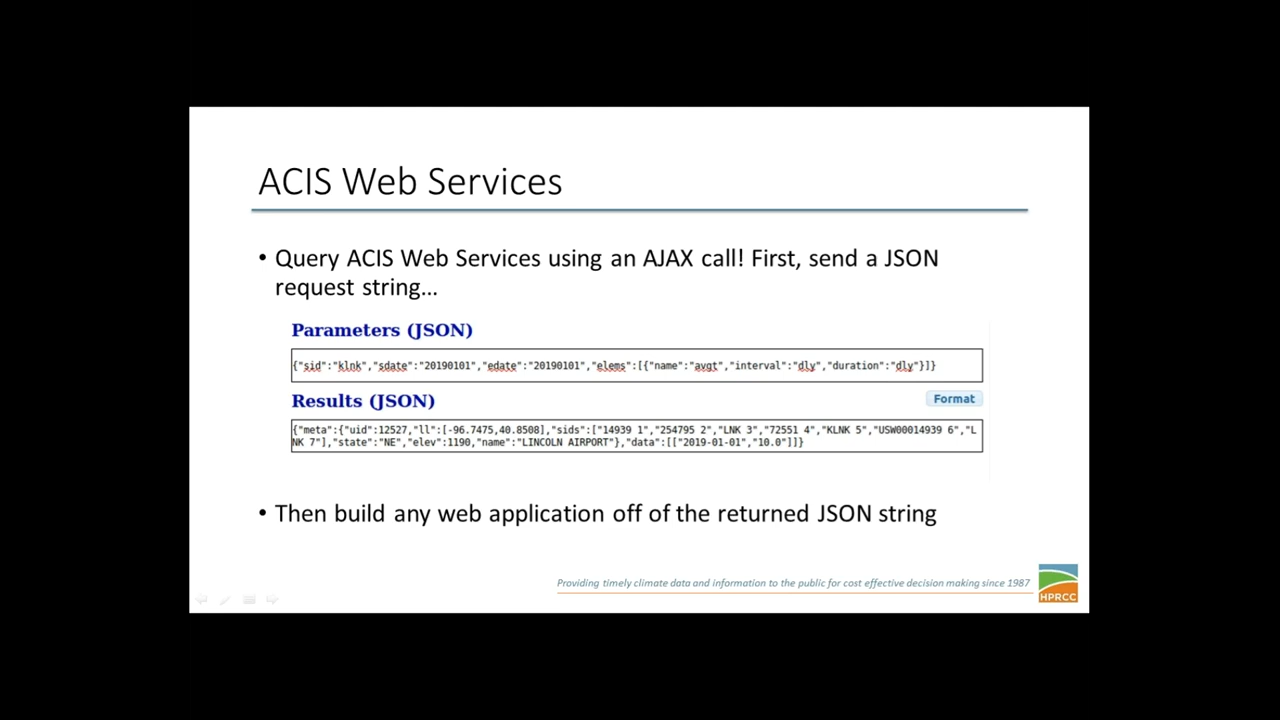 ACIS Web Services
• Query ACIS Web Services using an AJAX call! First, send a JSON
request string...
Parameters (JSON)
{"sid":"klnk","sdate":"20190101","edate":"20190101","elems":[{"name":"avgt","interval":"dly","duration":"dly"}]}
Results (JSON)
Format
{"meta":{"uid":12527,"ll":[-96.7475,40.8508],"sids":["14939 1","254795 2","LNK 3","72551 4","KLNK 5","USW00014939 6","L
NK 7"],"state":"NE","elev":1190,"name":"LINCOLN AIRPORT"},"data":[["2019-01-01","10.0"]]}
• Then build any web application off of the returned JSON string
Providing timely climate data and information to the public for cost effective decision making since 1987
HPRCC